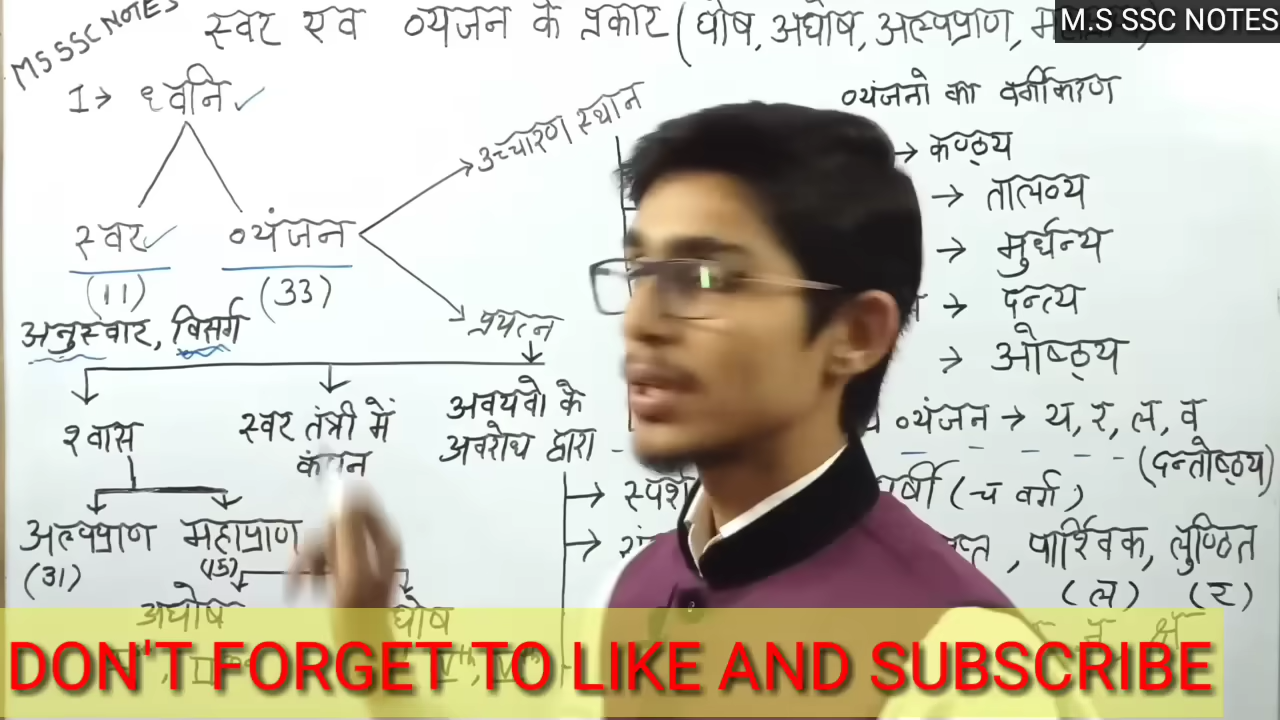 MS SSC NOTES
स्वर एव व्यंजन के प्रकार (घोष, अघोष, अल्पप्राण,
M.S SSC NOTES
1→ ध्वनि
स्वर
व्यंजन
(11)
(33)
अनुस्वार, विसर्ग
उच्चारण स्थान
प्रयत्न
श्वास
स्वर तंत्री में
कंपन
अवयवो के
अवरोध द्वारा
अल्पप्राण
महाप्राण
(31)
(15)
अघोष
घोष
व्यंजनो का वर्गीकरण
→ कण्ठ्य
→ तालव्य
→ मुर्धन्य
→ दन्त्य
→ ओष्ठ्य
व्यंजन → य, र, ल, व
(दन्तोष्ठ्य)
→ स्पर्श
(च वर्ग)
, पार्श्विक, लुण्ठित
(ल) (र)
DON'T FORGET TO LIKE AND SUBSCRIBE